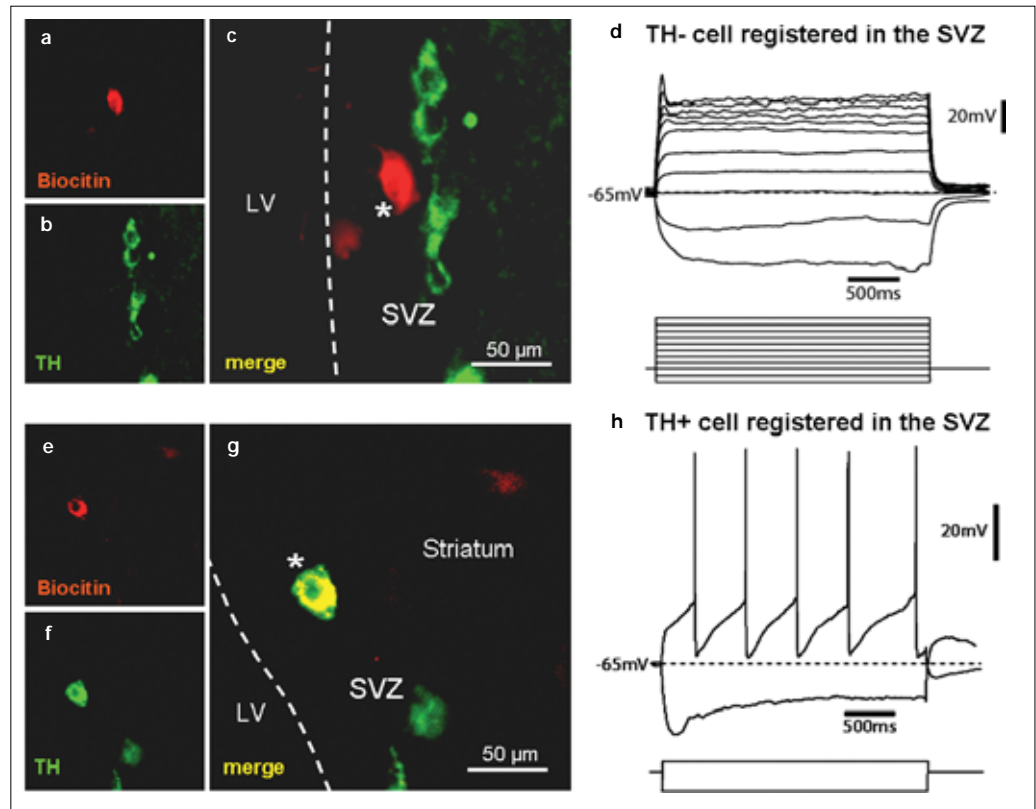 a
Biocitin
b
TH
c
LV
*
SVZ
merge
50 µm
d TH- cell registered in the SVZ
20mV
-65mV
500ms
e
Biocitin
f
TH
g
*
Striatum
SVZ
LV
merge
50 µm
h TH+ cell registered in the SVZ
20mV
-65mV
500ms